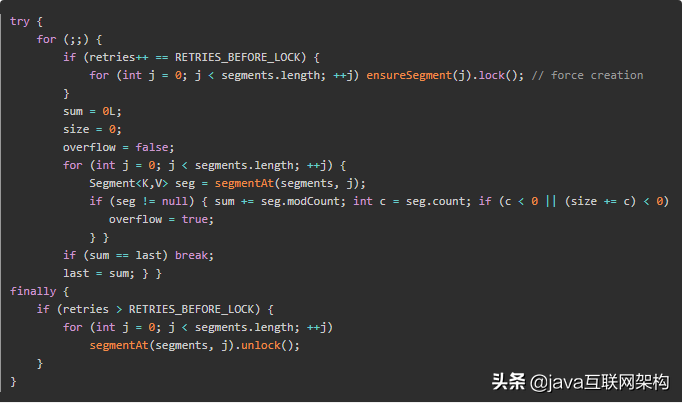 try {
    for (;;) {
        if (retries++ == RETRIES_BEFORE_LOCK) {
            for (int j = 0; j < segments.length; ++j) ensureSegment(j).lock(); // force creation
        }
        sum = 0L;
        size = 0;
        overflow = false;
        for (int j = 0; j < segments.length; ++j) {
            Segment<K,V> seg = segmentAt(segments, j);
            if (seg != null) { sum += seg.modCount; int c = seg.count; if (c < 0 || (size += c) < 0)
               overflow = true;
            } }
        if (sum == last) break;
        last = sum; } }
finally {
    if (retries > RETRIES_BEFORE_LOCK) {
        for (int j = 0; j < segments.length; ++j)
            segmentAt(segments, j).unlock();
    }
}
头条 @java互联网架构